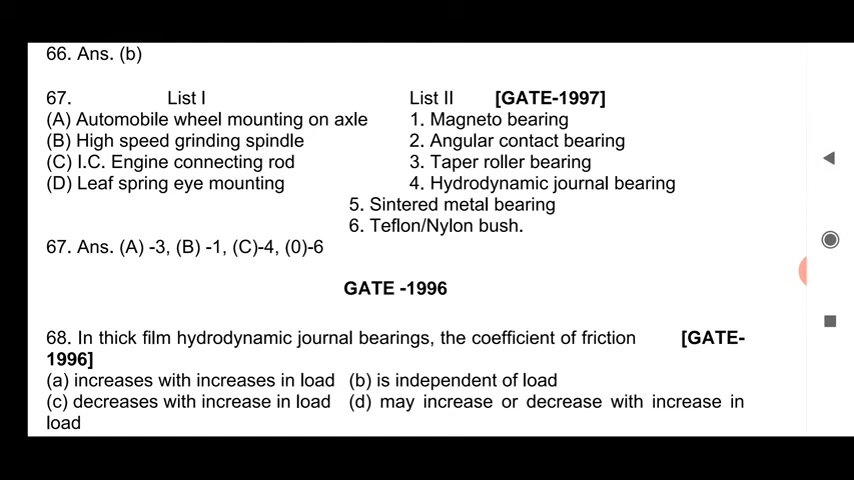 66. Ans. (b)
67. List I List II [GATE-1997]
(A) Automobile wheel mounting on axle 1. Magneto bearing
(B) High speed grinding spindle 2. Angular contact bearing
(C) I.C. Engine connecting rod 3. Taper roller bearing
(D) Leaf spring eye mounting 4. Hydrodynamic journal bearing
5. Sintered metal bearing
6. Teflon/Nylon bush.
67. Ans. (A) -3, (B) -1, (C)-4, (0)-6
GATE -1996
68. In thick film hydrodynamic journal bearings, the coefficient of friction [GATE-
1996]
(a) increases with increases in load (b) is independent of load
(c) decreases with increase in load (d) may increase or decrease with increase in
load